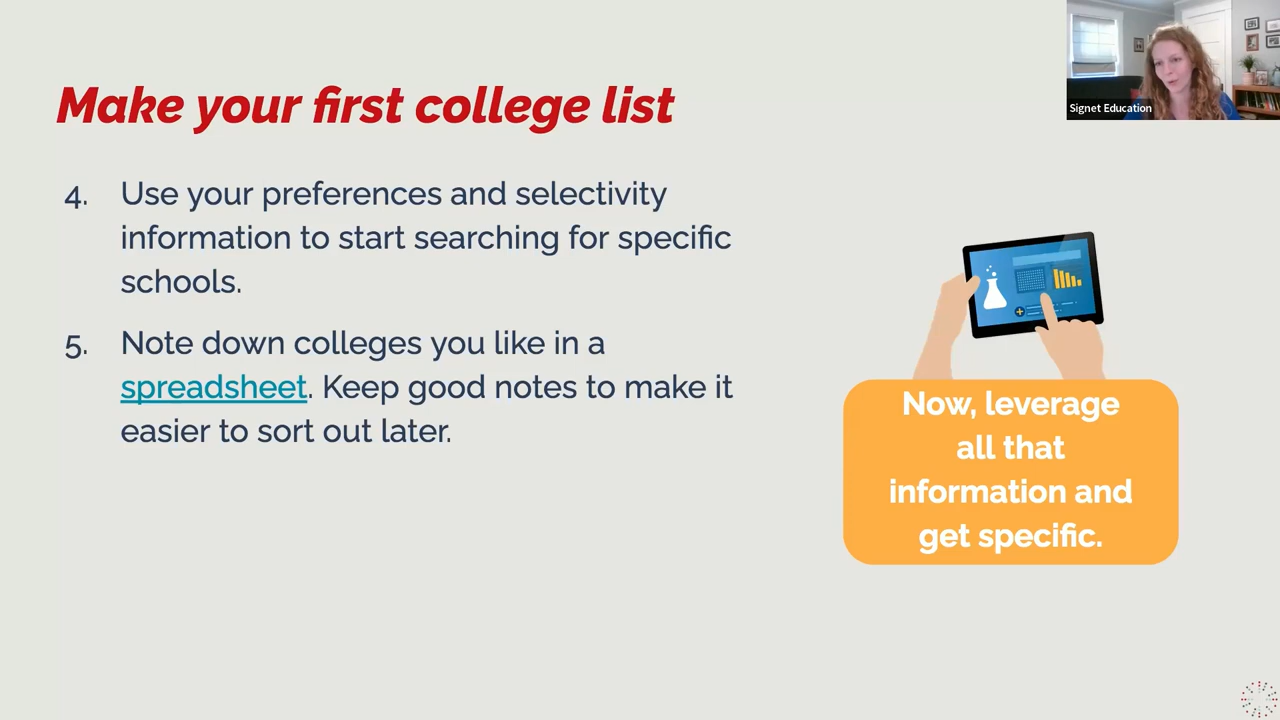 Make your first college list
Signet Education
4. Use your preferences and selectivity
information to start searching for specific
schools.
5. Note down colleges you like in a
spreadsheet. Keep good notes to make it
easier to sort out later.
Now, leverage
all that
information and
get specific.